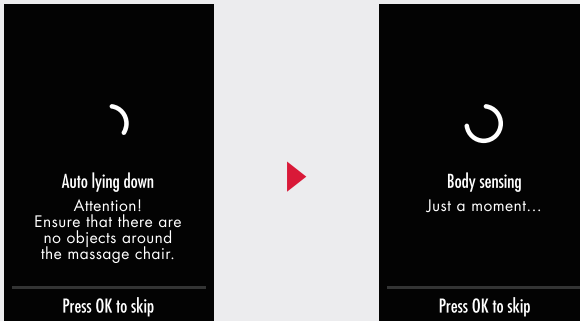 Auto lying down
Attention!
Ensure that there are
no objects around
the massage chair.
Press OK to skip
Body sensing
Just a moment...
Press OK to skip